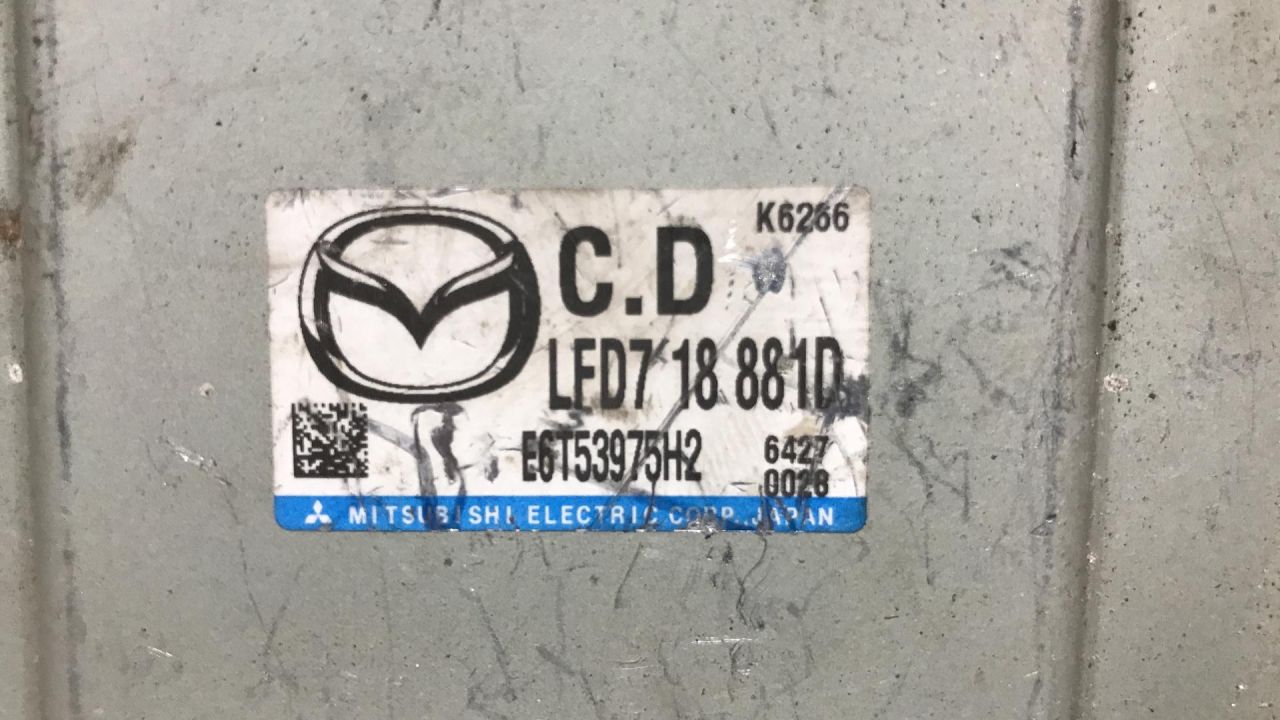 K6266
C.D
LFD7 18 881D
E6T53975H2
6427
0028
MITSUBISHI ELECTRIC CORP. JAPAN